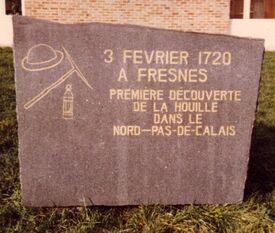 3 FEVRIER 1720
A FRESNES
PREMIÈRE DÉCOUVERTE
DE LA HOUILLE
DANS LE
NORD-PAS-DE-CALAIS